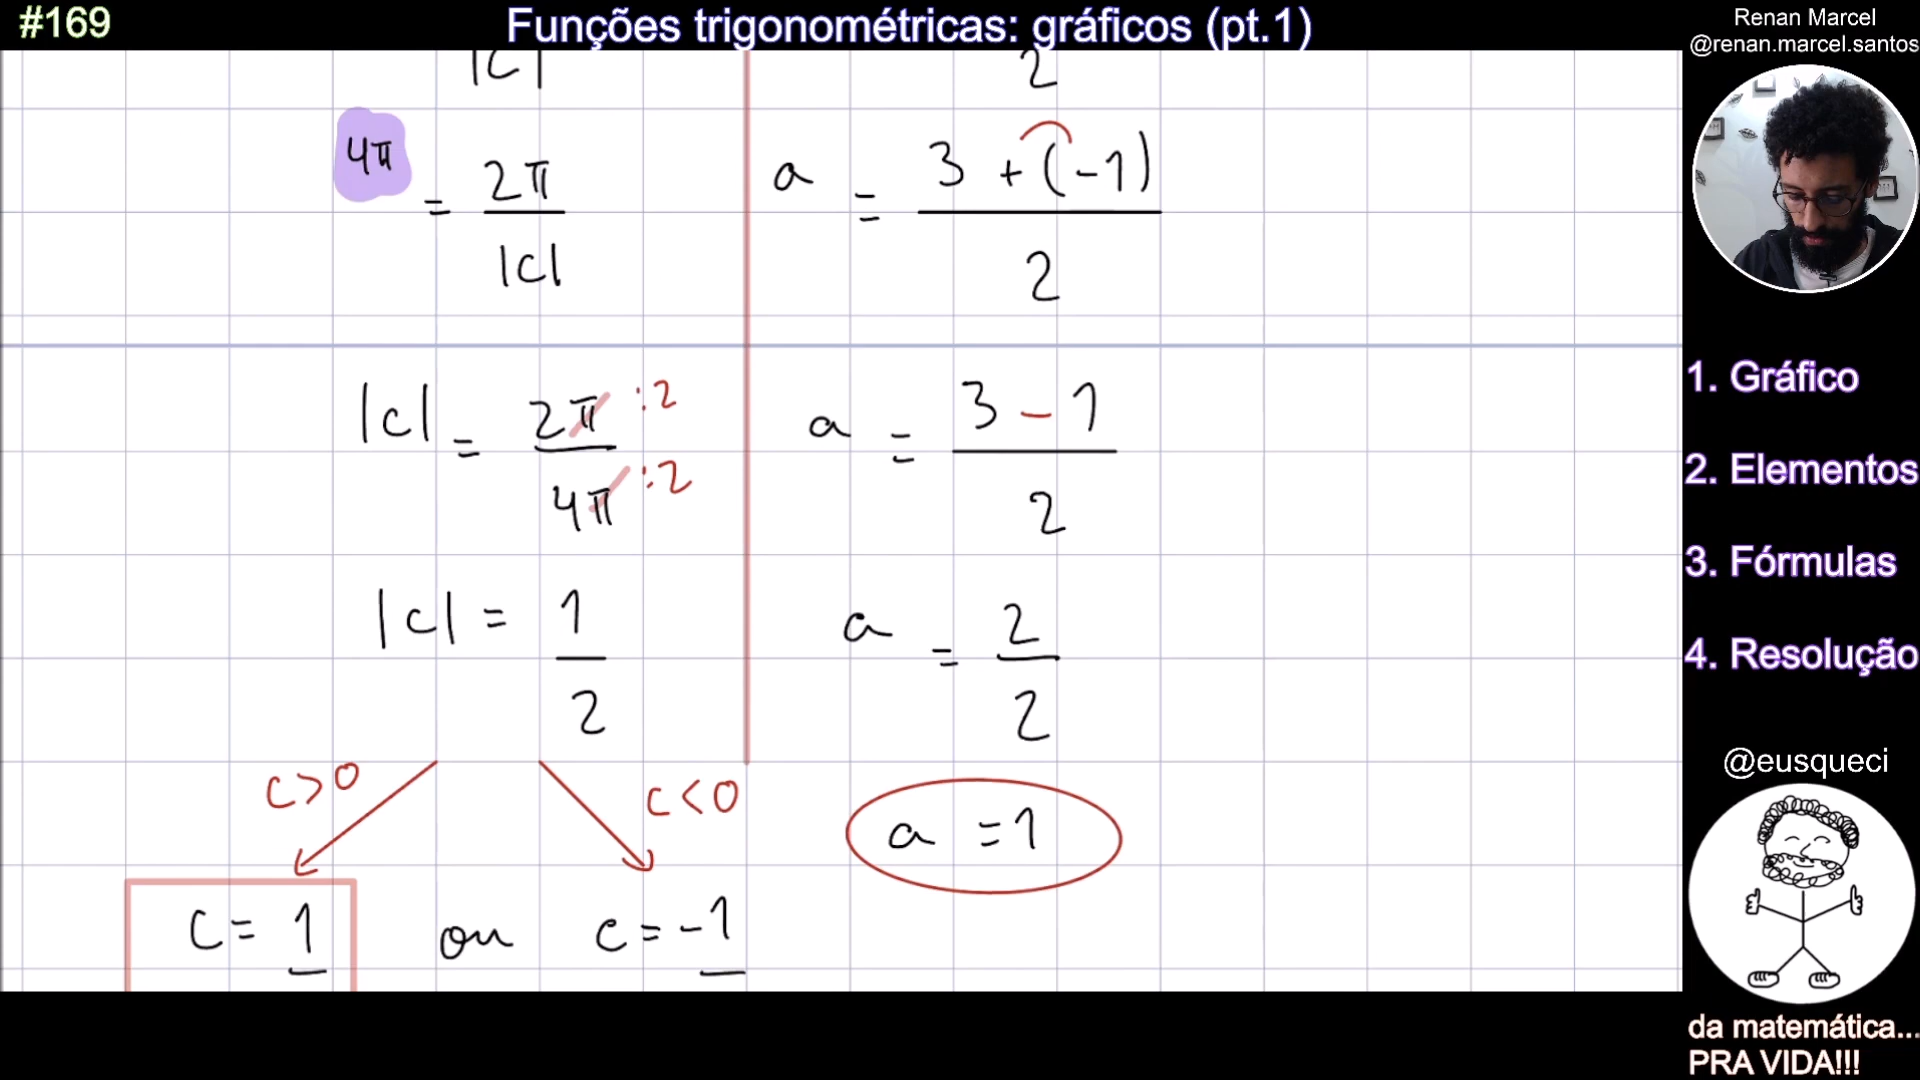 #169
Funções trigonométricas: gráficos (pt.1)
Renan Marcel
@renan.marcel.santos
|c|
4π = 2π
|c|
|c| = 2π :2
4π :2
|c| = 1
2
c>0
c<0
c = 1 ou c = -1
2
a = 3 + (-1)
2
a = 3 - 1
2
a = 2
2
a = 1
1. Gráfico
2. Elementos
3. Fórmulas
4. Resolução
@eusqueci
da matemática...
PRA VIDA!!!